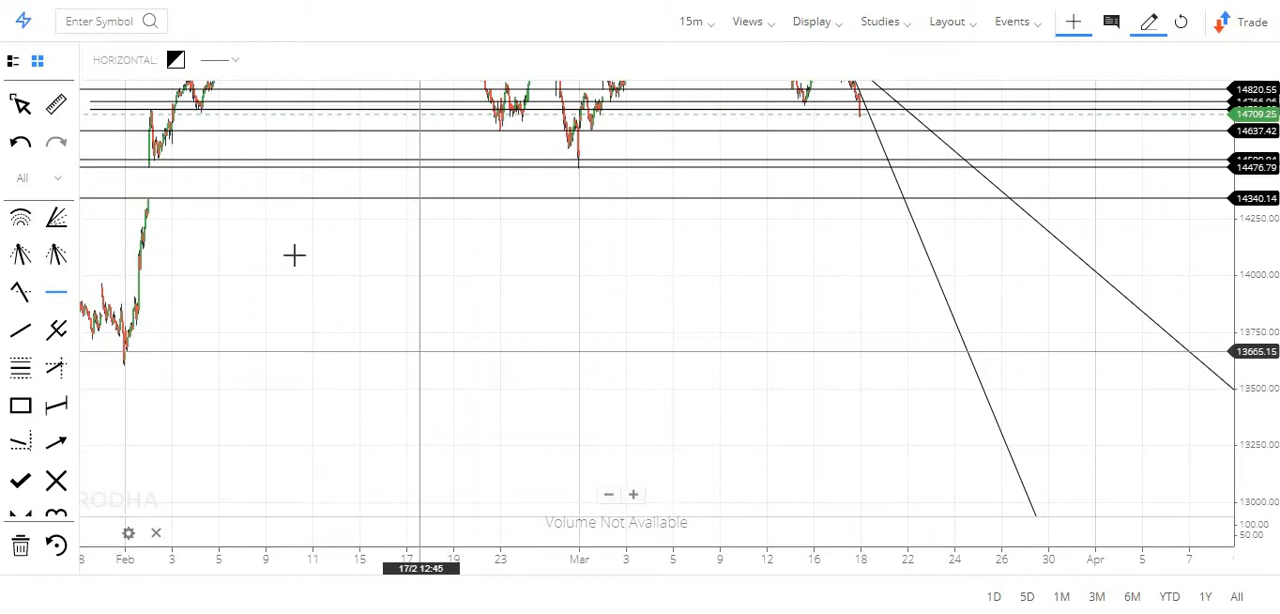 Enter Symbol 15m Views Display Studies Layout Events Trade
HORIZONTAL:
All
14820.55
14709.25
14637.42
14476.79
14340.14
14250.00
14000.00
13750.00
13665.15
13500.00
13250.00
13000.00
RODHA
Volume Not Available
100.00
50.00
8 Feb 3 5 9 11 15 17 19 23 Mar 3 5 9 12 16 18 22 24 26 30 Apr 5 7
17/2 12:45
1D 5D 1M 3M 6M YTD 1Y All